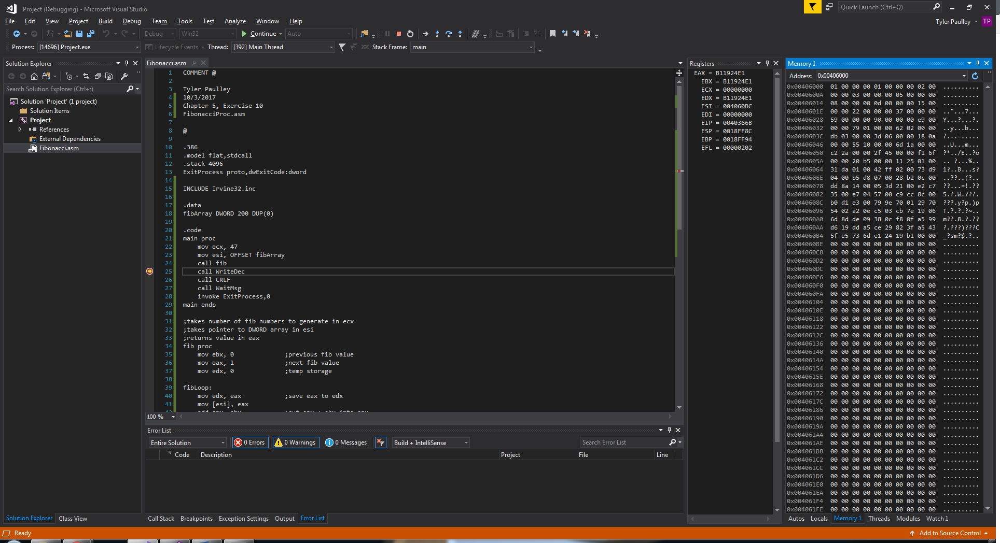 Project (Debugging) - Microsoft Visual Studio
Quick Launch (Ctrl+Q)
File Edit View Project Build Debug Team Tools Test Analyze Window Help
Tyler Paulley TP
Debug Win32 Continue Auto
Process: [14696] Project.exe Lifecycle Events Thread: [392] Main Thread Stack Frame: main
Solution Explorer
Search Solution Explorer (Ctrl+;)
Solution 'Project' (1 project)
Solution Items
Project
References
External Dependencies
Fibonacci.asm
Solution Explorer Class View
Fibonacci.asm
1 COMMENT @
2
3 Tyler Paulley
4 10/3/2017
5 Chapter 5, Exercise 10
6 FibonacciProc.asm
7
8 @
9
10 .386
11 .model flat,stdcall
12 .stack 4096
13 ExitProcess proto,dwExitCode:dword
14
15 INCLUDE Irvine32.inc
16
17 .data
18 fibArray DWORD 200 DUP(0)
19
20 .code
21 main proc
22 mov ecx, 47
23 mov esi, OFFSET fibArray
24 call fib
25 call WriteDec
26 call CRLF
27 call WaitMsg
28 invoke ExitProcess,0
29 main endp
30
31 ;takes number of fib numbers to generate in ecx
32 ;takes pointer to DWORD array in esi
33 ;returns value in eax
34 fib proc
35 mov ebx, 0 ;previous fib value
36 mov eax, 1 ;next fib value
37 mov edx, 0 ;temp storage
38
39 fibLoop:
40 mov edx, eax ;save eax to edx
41 mov [esi], eax
100 %
Error List
Entire Solution 0 Errors 0 Warnings 0 Messages Build + IntelliSense Search Error List
Code Description Project File Line
Call Stack Breakpoints Exception Settings Output Error List
Registers
EAX = B11924E1
EBX = B11924E1
ECX = 00000000
EDX = B11924E1
ESI = 004060BC
EDI = 00000000
EIP = 0040366B
ESP = 0018FF8C
EBP = 0018FF94
EFL = 00000202
Memory 1
Address: 0x00406000
0x00406000 01 00 00 00 01 00 00 00 02 00 ..........
0x0040600A 00 00 03 00 00 00 05 00 00 00 ..........
0x00406014 08 00 00 00 0d 00 00 00 15 00 ..........
0x0040601E 00 00 22 00 00 00 37 00 00 00 .."...7...
0x00406028 59 00 00 00 90 00 00 00 e9 00 Y...?...?.
0x00406032 00 00 79 01 00 00 62 02 00 00 ..y...b...
0x0040603C db 03 00 00 3d 06 00 00 18 0a ?...=.....
0x00406046 00 00 55 10 00 00 6d 1a 00 00 ..U...m...
0x00406050 c2 2a 00 00 2f 45 00 00 f1 6f ?*../E..?o
0x0040605A 00 00 20 b5 00 00 11 25 01 00 .. ?...%..
0x00406064 31 da 01 00 42 ff 02 00 73 d9 1?..B...s?
0x0040606E 04 00 b5 d8 07 00 28 b2 0c 00 ..??..(?..
0x00406078 dd 8a 14 00 05 3d 21 00 e2 c7 ??...=!.??
0x00406082 35 00 e7 04 57 00 c9 cc 8c 00 5.?.W.???.
0x0040608C b0 d1 e3 00 79 9e 70 01 29 70 ???.y?p.)p
0x00406096 54 02 a2 0e c5 03 cb 7e 19 06 T.?.?.?~..
0x004060A0 6d 8d de 09 38 0c f8 0f a5 99 m??.8.?.??
0x004060AA d6 19 dd a5 ce 29 82 3f a5 43 ?.???)???C
0x004060B4 5f e5 73 6d e1 24 19 b1 00 00 _?sm?$.?..
0x004060BE 00 00 00 00 00 00 00 00 00 00 ..........
0x004060C8 00 00 00 00 00 00 00 00 00 00 ..........
0x004060D2 00 00 00 00 00 00 00 00 00 00 ..........
0x004060DC 00 00 00 00 00 00 00 00 00 00 ..........
0x004060E6 00 00 00 00 00 00 00 00 00 00 ..........
0x004060F0 00 00 00 00 00 00 00 00 00 00 ..........
0x004060FA 00 00 00 00 00 00 00 00 00 00 ..........
0x00406104 00 00 00 00 00 00 00 00 00 00 ..........
0x0040610E 00 00 00 00 00 00 00 00 00 00 ..........
0x00406118 00 00 00 00 00 00 00 00 00 00 ..........
0x00406122 00 00 00 00 00 00 00 00 00 00 ..........
0x0040612C 00 00 00 00 00 00 00 00 00 00 ..........
0x00406136 00 00 00 00 00 00 00 00 00 00 ..........
0x00406140 00 00 00 00 00 00 00 00 00 00 ..........
0x0040614A 00 00 00 00 00 00 00 00 00 00 ..........
0x00406154 00 00 00 00 00 00 00 00 00 00 ..........
0x0040615E 00 00 00 00 00 00 00 00 00 00 ..........
0x00406168 00 00 00 00 00 00 00 00 00 00 ..........
0x00406172 00 00 00 00 00 00 00 00 00 00 ..........
0x0040617C 00 00 00 00 00 00 00 00 00 00 ..........
0x00406186 00 00 00 00 00 00 00 00 00 00 ..........
0x00406190 00 00 00 00 00 00 00 00 00 00 ..........
0x0040619A 00 00 00 00 00 00 00 00 00 00 ..........
0x004061A4 00 00 00 00 00 00 00 00 00 00 ..........
0x004061AE 00 00 00 00 00 00 00 00 00 00 ..........
0x004061B8 00 00 00 00 00 00 00 00 00 00 ..........
0x004061C2 00 00 00 00 00 00 00 00 00 00 ..........
0x004061CC 00 00 00 00 00 00 00 00 00 00 ..........
0x004061D6 00 00 00 00 00 00 00 00 00 00 ..........
0x004061E0 00 00 00 00 00 00 00 00 00 00 ..........
0x004061EA 00 00 00 00 00 00 00 00 00 00 ..........
0x004061F4 00 00 00 00 00 00 00 00 00 00 ..........
0x004061FE 00 00 00 00 00 00 00 00 00 00 ..........
Autos Locals Memory 1 Threads Modules Watch 1
Ready
Add to Source Control